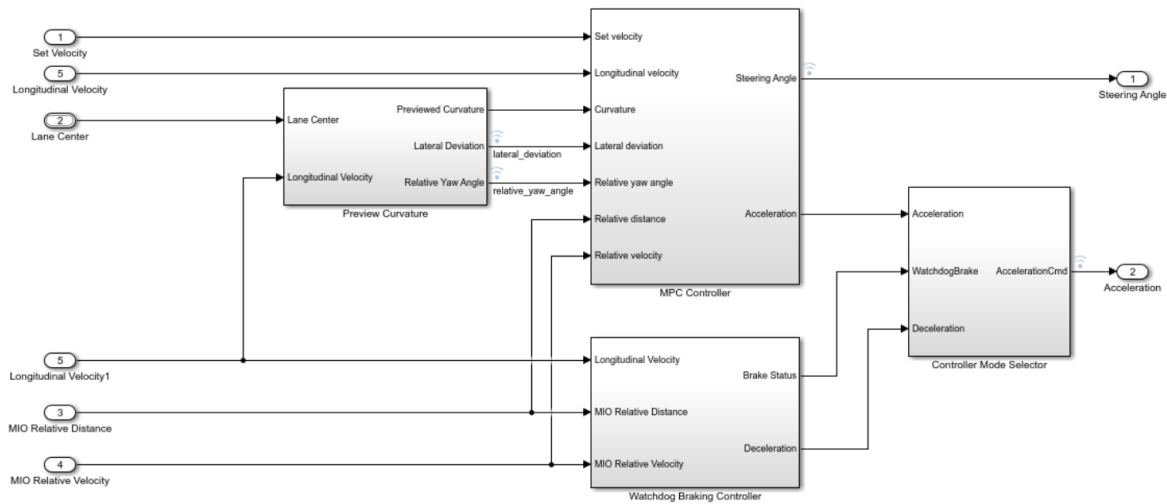 1
Set Velocity
5
Longitudinal Velocity
2
Lane Center
Lane Center
Longitudinal Velocity
Previewed Curvature
Lateral Deviation
Relative Yaw Angle
Preview Curvature
lateral_deviation
relative_yaw_angle
Set velocity
Longitudinal velocity
Curvature
Lateral deviation
Relative yaw angle
Relative distance
Relative velocity
Steering Angle
Acceleration
MPC Controller
1
Steering Angle
Acceleration
WatchdogBrake
Deceleration
AccelerationCmd
Controller Mode Selector
2
Acceleration
5
Longitudinal Velocity1
3
MIO Relative Distance
4
MIO Relative Velocity
Longitudinal Velocity
MIO Relative Distance
MIO Relative Velocity
Brake Status
Deceleration
Watchdog Braking Controller